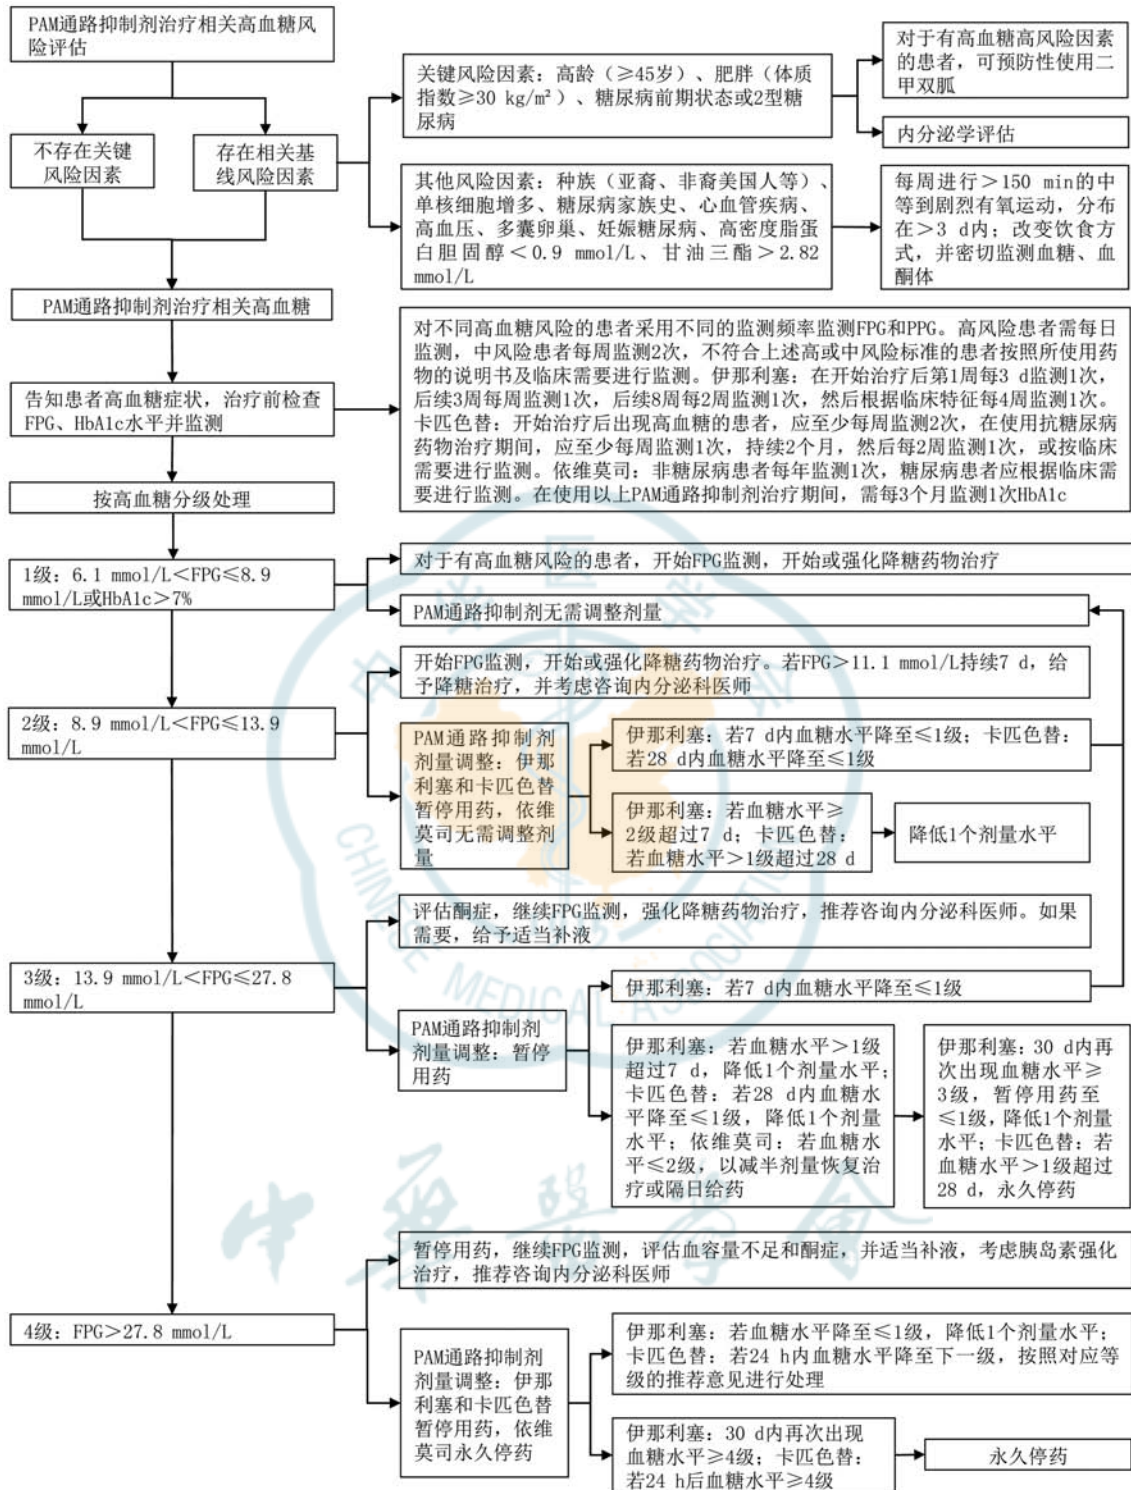 PAM通路抑制剂治疗相关高血糖风
险评估
不存在关键
风险因素
存在相关基
线风险因素
关键风险因素：高龄（≥45岁）、肥胖（体质
指数≥30 kg/m²）、糖尿病前期状态或2型糖
尿病
对于有高血糖高风险因素
的患者，可预防性使用二
甲双胍
内分泌学评估
其他风险因素：种族（亚裔、非裔美国人等）、
单核细胞增多、糖尿病家族史、心血管疾病、
高血压、多囊卵巢、妊娠糖尿病、高密度脂蛋
白胆固醇＜0.9 mmol/L、甘油三酯＞2.82
mmol/L
每周进行＞150 min的中
等到剧烈有氧运动，分布
在＞3 d内；改变饮食方
式，并密切监测血糖、血
酮体
PAM通路抑制剂治疗相关高血糖
告知患者高血糖症状，治疗前检查
FPG、HbA1c水平并监测
对不同高血糖风险的患者采用不同的监测频率监测FPG和PPG。高风险患者需每日
监测，中风险患者每周监测2次，不符合上述高或中风险标准的患者按照所使用药
物的说明书及临床需要进行监测。伊那利塞：在开始治疗后第1周每3 d监测1次，
后续3周每周监测1次，后续8周每2周监测1次，然后根据临床特征每4周监测1次。
卡匹色替：开始治疗后出现高血糖的患者，应至少每周监测2次，在使用抗糖尿病
药物治疗期间，应至少每周监测1次，持续2个月，然后每2周监测1次，或按临床
需要进行监测。依维莫司：非糖尿病患者每年监测1次，糖尿病患者应根据临床需
要进行监测。在使用以上PAM通路抑制剂治疗期间，需每3个月监测1次HbA1c
按高血糖分级处理
1级：6.1 mmol/L＜FPG≤8.9
mmol/L或HbA1c＞7%
对于有高血糖风险的患者，开始FPG监测，开始或强化降糖药物治疗
PAM通路抑制剂无需调整剂量
2级：8.9 mmol/L＜FPG≤13.9
mmol/L
开始FPG监测，开始或强化降糖药物治疗。若FPG＞11.1 mmol/L持续7 d，给
予降糖治疗，并考虑咨询内分泌科医师
PAM通路抑制剂
剂量调整：伊那
利塞和卡匹色替
暂停用药，依维
莫司无需调整剂
量
伊那利塞：若7 d内血糖水平降至≤1级；卡匹色替：
若28 d内血糖水平降至≤1级
伊那利塞：若血糖水平≥
2级超过7 d；卡匹色替：
若血糖水平＞1级超过28 d
降低1个剂量水平
3级：13.9 mmol/L＜FPG≤27.8
mmol/L
评估酮症，继续FPG监测，强化降糖药物治疗，推荐咨询内分泌科医师。如果
需要，给予适当补液
PAM通路抑制剂
剂量调整：暂停
用药
伊那利塞：若7 d内血糖水平降至≤1级
伊那利塞：若血糖水平＞1级
超过7 d，降低1个剂量水平；
卡匹色替：若28 d内血糖水
平降至≤1级，降低1个剂量
水平；依维莫司：若血糖水
平≤2级，以减半剂量恢复治
疗或隔日给药
伊那利塞：30 d内再
次出现血糖水平≥
3级，暂停用药至
≤1级，降低1个剂量
水平；卡匹色替：若
血糖水平＞1级超过
28 d，永久停药
4级：FPG＞27.8 mmol/L
暂停用药，继续FPG监测，评估血容量不足和酮症，并适当补液，考虑胰岛素强化
治疗，推荐咨询内分泌科医师
PAM通路抑制剂
剂量调整：伊那
利塞和卡匹色替
暂停用药，依维
莫司永久停药
伊那利塞：若血糖水平降至≤1级，降低1个剂量水平；
卡匹色替：若24 h内血糖水平降至下一级，按照对应等
级的推荐意见进行处理
伊那利塞：30 d内再次出现
血糖水平≥4级；卡匹色替：
若24 h后血糖水平≥4级
永久停药
中华医学会
CHINESE MEDICAL ASSOCIATION
中华医学会